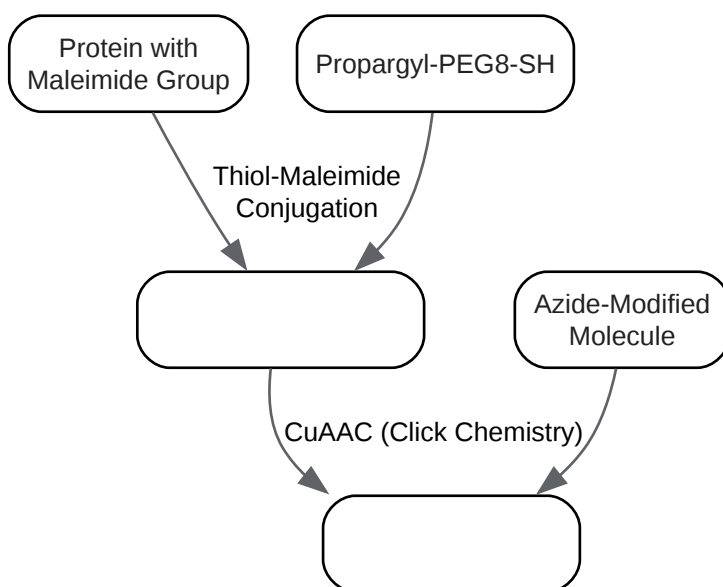 Protein with
Maleimide Group
Propargyl-PEG8-SH
Thiol-Maleimide
Conjugation
Azide-Modified
Molecule
CuAAC (Click Chemistry)